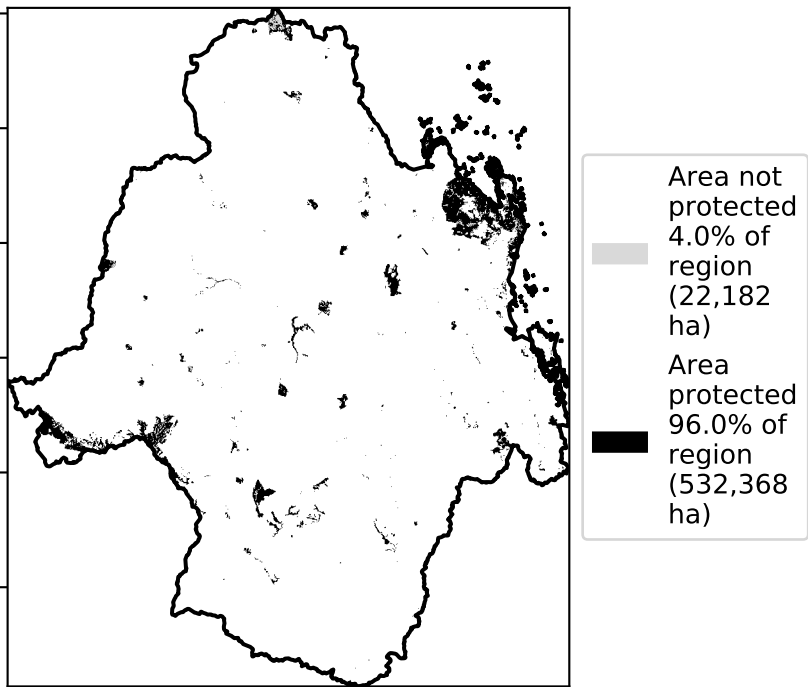 Area not
protected
4.0% of
region
(22,182
ha)
Area
protected
96.0% of
region
(532,368
ha)